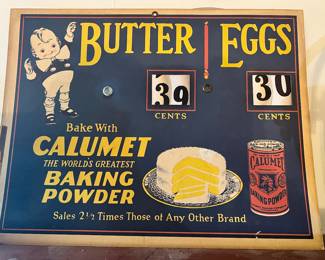 BUTTER EGGS
39 30
CENTS CENTS
Bake With
CALUMET
THE WORLD'S GREATEST
BAKING
POWDER
CALUMET
BAKING POWDER
Sales 2½ Times Those of Any Other Brand